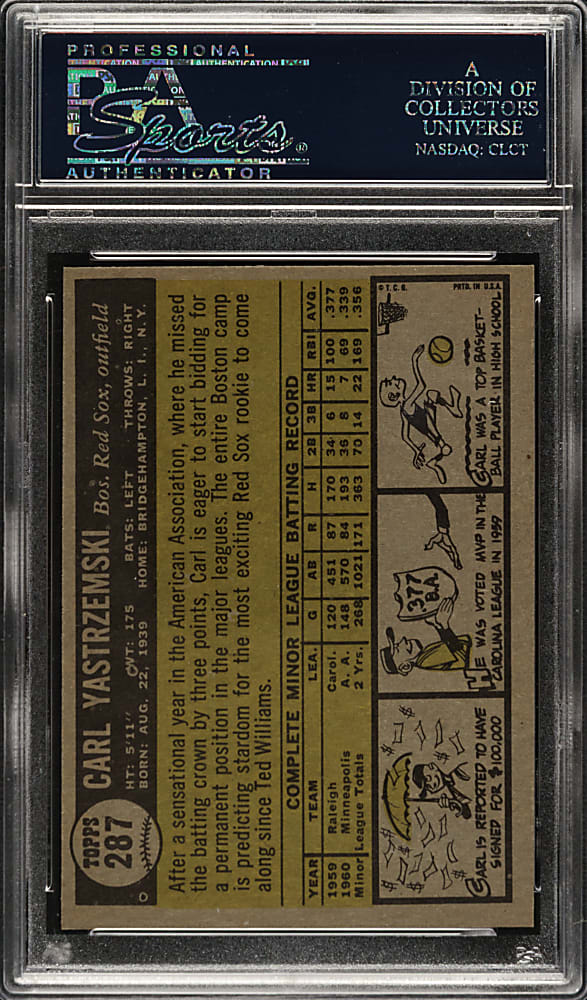 PROFESSIONAL
PSA
Sports®
AUTHENTICATOR
A
DIVISION OF
COLLECTORS
UNIVERSE
NASDAQ: CLCT
TOPPS
287
CARL YASTRZEMSKI Bos. Red Sox, outfield
HT: 5'11" WT: 175 BATS: LEFT THROWS: RIGHT
BORN: AUG. 22, 1939 HOME: BRIDGEHAMPTON, L. I., N. Y.
After a sensational year in the American Association, where he missed
the batting crown by three points, Carl is eager to start bidding for
a permanent position in the major leagues. The entire Boston camp
is predicting stardom for the most exciting Red Sox rookie to come
along since Ted Williams.
COMPLETE MINOR LEAGUE BATTING RECORD
YEAR TEAM LEA. G AB R H 2B 3B HR RBI AVG.
1959 Raleigh Carol. 120 451 87 170 34 6 15 100 .377
1960 Minneapolis A. A. 148 570 84 193 36 8 7 69 .339
Minor League Totals 2 Yrs. 268 1021 171 363 70 14 22 169 .356
CARL IS REPORTED TO HAVE
SIGNED FOR $100,000
377
B.A.
HE WAS VOTED MVP IN THE
CAROLINA LEAGUE IN 1959
© T. C. G. PRTD. IN U.S.A.
CARL WAS A TOP BASKET-
BALL PLAYER IN HIGH SCHOOL